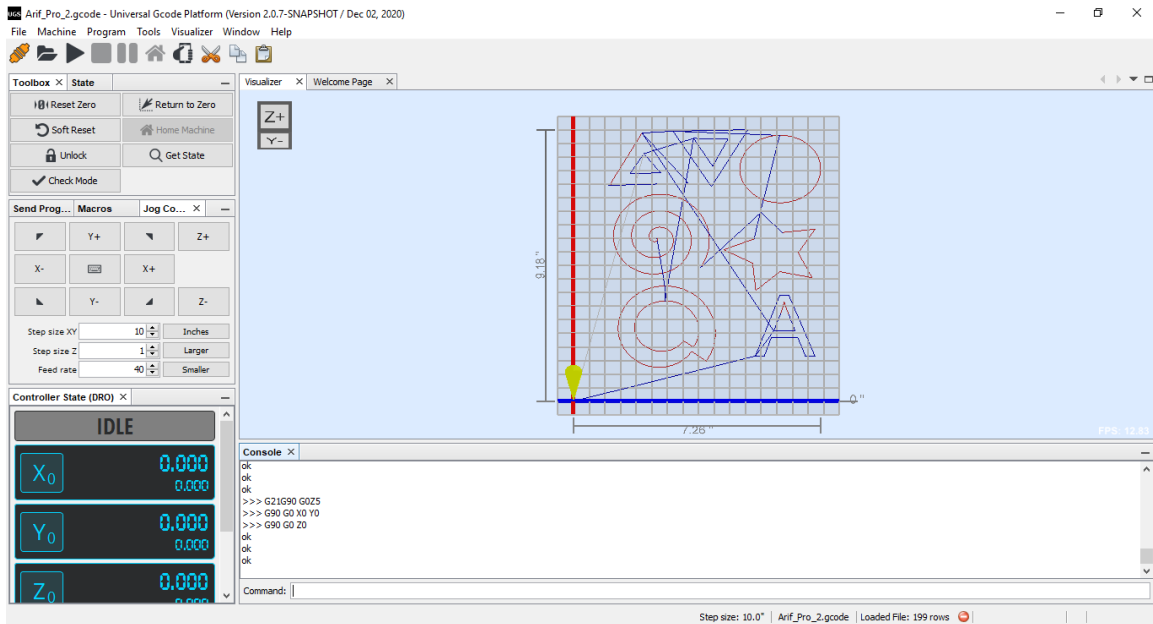 UGS Arif_Pro_2.gcode - Universal Gcode Platform (Version 2.0.7-SNAPSHOT / Dec 02, 2020)
File Machine Program Tools Visualizer Window Help
Toolbox State
Reset Zero Return to Zero
Soft Reset Home Machine
Unlock Get State
Check Mode
Send Prog... Macros Jog Co...
Y+ Z+
X- X+
Y- Z-
Step size XY 10 Inches
Step size Z 1 Larger
Feed rate 40 Smaller
Controller State (DRO)
IDLE
X0 0.000
0.000
Y0 0.000
0.000
Z0 0.000
0.000
Visualizer Welcome Page
Z+
Y-
9.18 "
0 "
7.26 "
FPS: 12.83
Console
ok
ok
ok
>>> G21G90 G0Z5
>>> G90 G0 X0 Y0
>>> G90 G0 Z0
ok
ok
ok
Command:
Step size: 10.0" Arif_Pro_2.gcode Loaded File: 199 rows